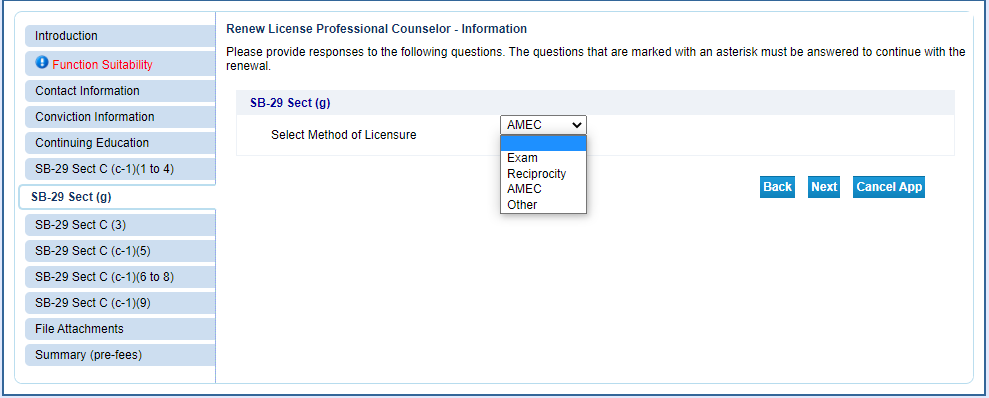 Introduction
Function Suitability
Contact Information
Conviction Information
Continuing Education
SB-29 Sect C (c-1)(1 to 4)
SB-29 Sect (g)
SB-29 Sect C (3)
SB-29 Sect C (c-1)(5)
SB-29 Sect C (c-1)(6 to 8)
SB-29 Sect C (c-1)(9)
File Attachments
Summary (pre-fees)
Renew License Professional Counselor - Information
Please provide responses to the following questions. The questions that are marked with an asterisk must be answered to continue with the
renewal.
SB-29 Sect (g)
Select Method of Licensure
AMEC
Exam
Reciprocity
AMEC
Other
Back Next Cancel App